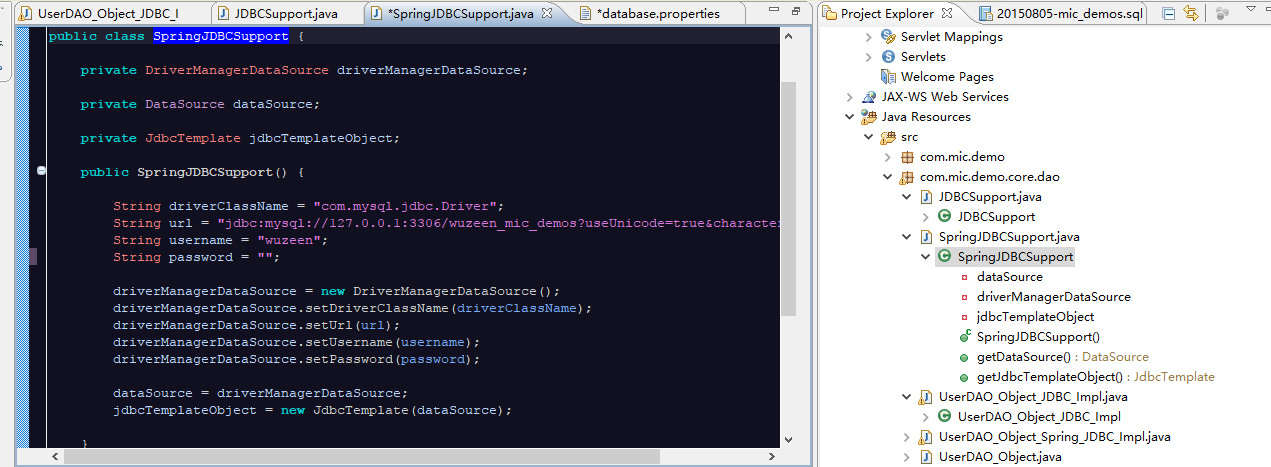 UserDAO_Object_JDBC_I
JDBCSupport.java
*SpringJDBCSupport.java
*database.properties
public class SpringJDBCSupport {
private DriverManagerDataSource driverManagerDataSource;
private DataSource dataSource;
private JdbcTemplate jdbcTemplateObject;
public SpringJDBCSupport() {
String driverClassName = "com.mysql.jdbc.Driver";
String url = "jdbc:mysql://127.0.0.1:3306/wuzeen_mic_demos?useUnicode=true&character
String username = "wuzeen";
String password = "";
driverManagerDataSource = new DriverManagerDataSource();
driverManagerDataSource.setDriverClassName(driverClassName);
driverManagerDataSource.setUrl(url);
driverManagerDataSource.setUsername(username);
driverManagerDataSource.setPassword(password);
dataSource = driverManagerDataSource;
jdbcTemplateObject = new JdbcTemplate(dataSource);
}
Project Explorer
20150805-mic_demos.sql
Servlet Mappings
Servlets
Welcome Pages
JAX-WS Web Services
Java Resources
src
com.mic.demo
com.mic.demo.core.dao
JDBCSupport.java
JDBCSupport
SpringJDBCSupport.java
SpringJDBCSupport
dataSource
driverManagerDataSource
jdbcTemplateObject
SpringJDBCSupport()
getDataSource() : DataSource
getJdbcTemplateObject() : JdbcTemplate
UserDAO_Object_JDBC_Impl.java
UserDAO_Object_JDBC_Impl
UserDAO_Object_Spring_JDBC_Impl.java
UserDAO_Object.java